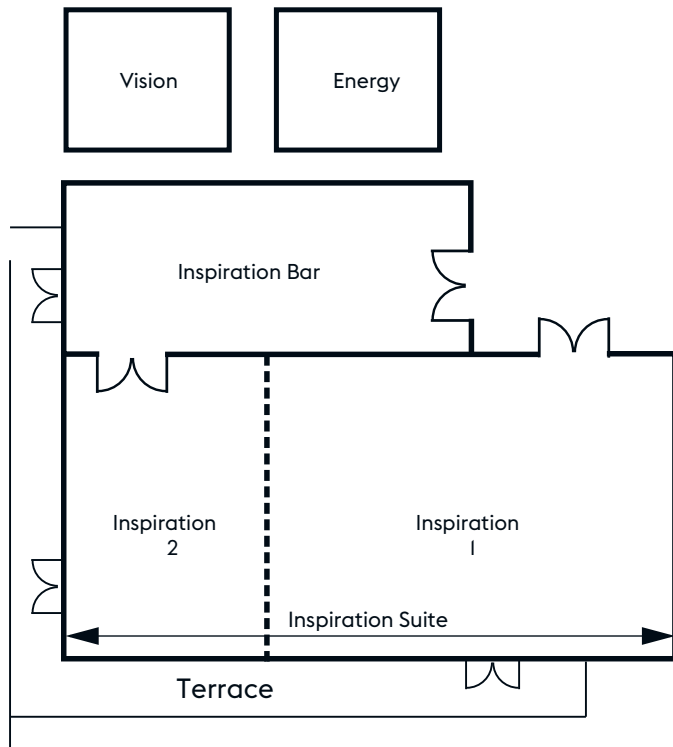 Vision
Energy
Inspiration Bar
Inspiration
2
Inspiration
1
Inspiration Suite
Terrace